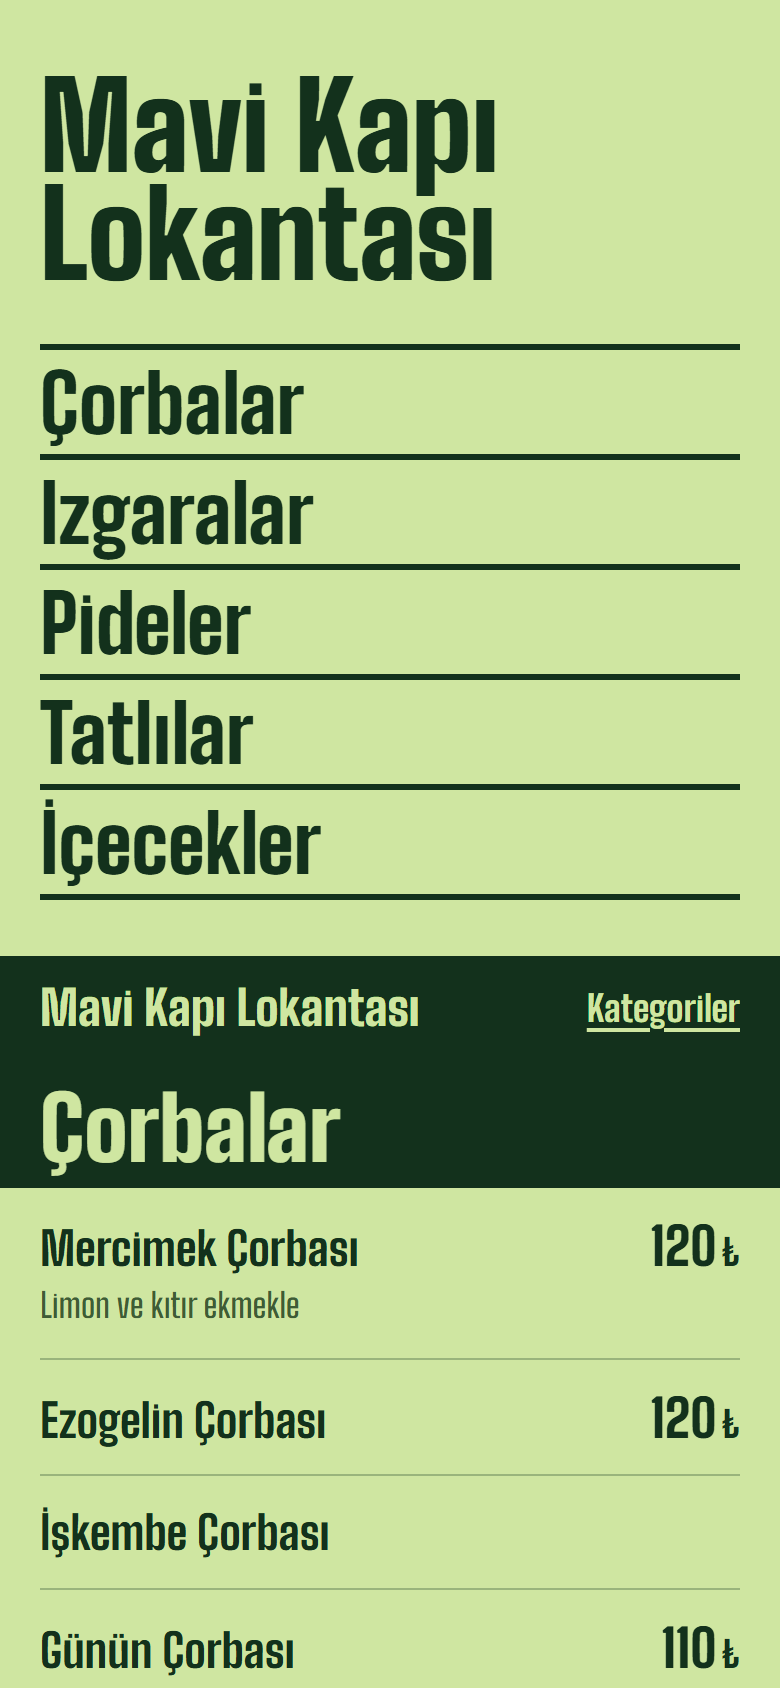 Mavi Kapı
Lokantası
Çorbalar
Izgaralar
Pideler
Tatlılar
İçecekler
Mavi Kapı Lokantası
Kategoriler
Çorbalar
Mercimek Çorbası
120 ₺
Limon ve kıtır ekmekle
Ezogelin Çorbası
120 ₺
İşkembe Çorbası
Günün Çorbası
110 ₺